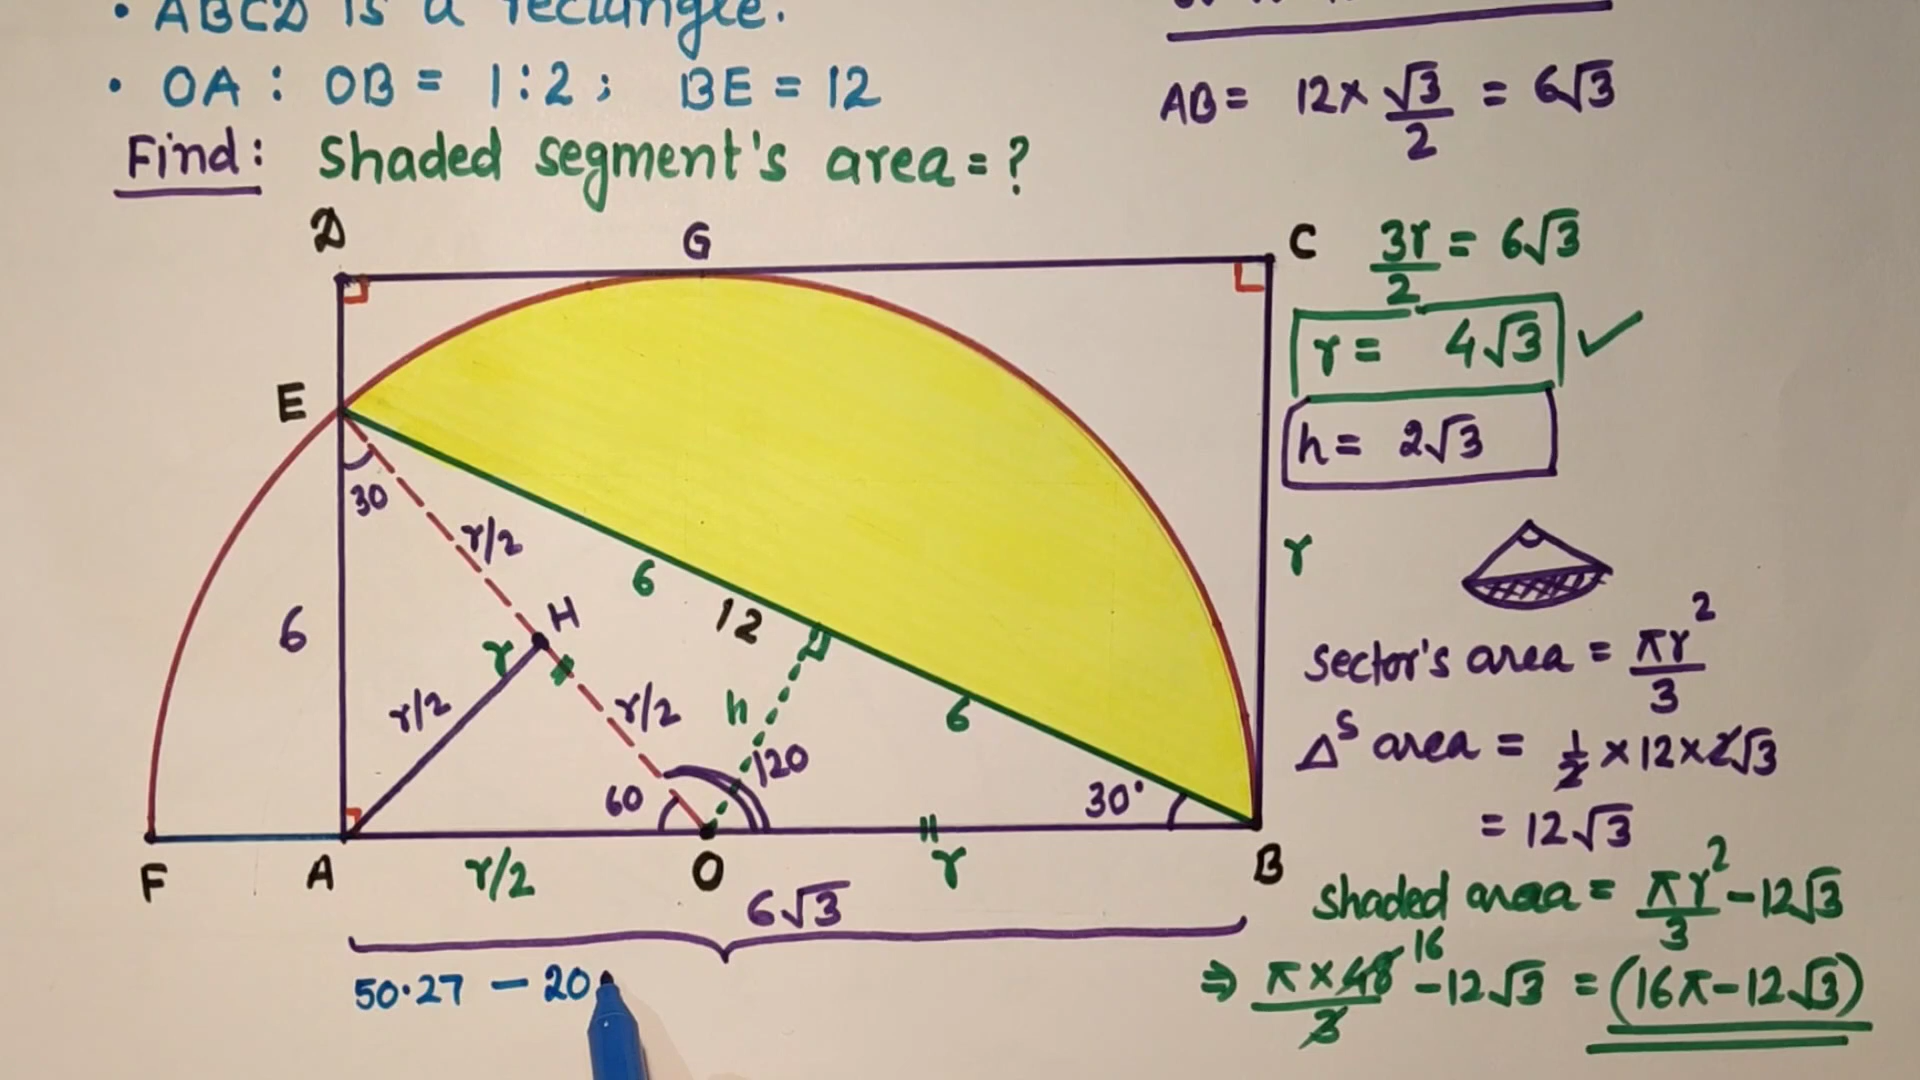 • ABCD is a rectangle.
• OA : OB = 1:2 ; BE = 12
Find: Shaded segment's area = ?
D
G
C
E
30
r/2
6
12
6
H
r
r/2
r/2
h
6
120
60
30°
F
A
r/2
O
r
B
6√3
50.27 - 20
AB = 12 × √3/2 = 6√3
3r/2 = 6√3
r = 4√3 ✓
h = 2√3
r
sector's area = πr²/3
Δˢ area = 1/2 × 12 × 2√3
= 12√3
shaded area = πr²/3 - 12√3
⇒ π × 48/3 16 - 12√3 = (16π - 12√3)